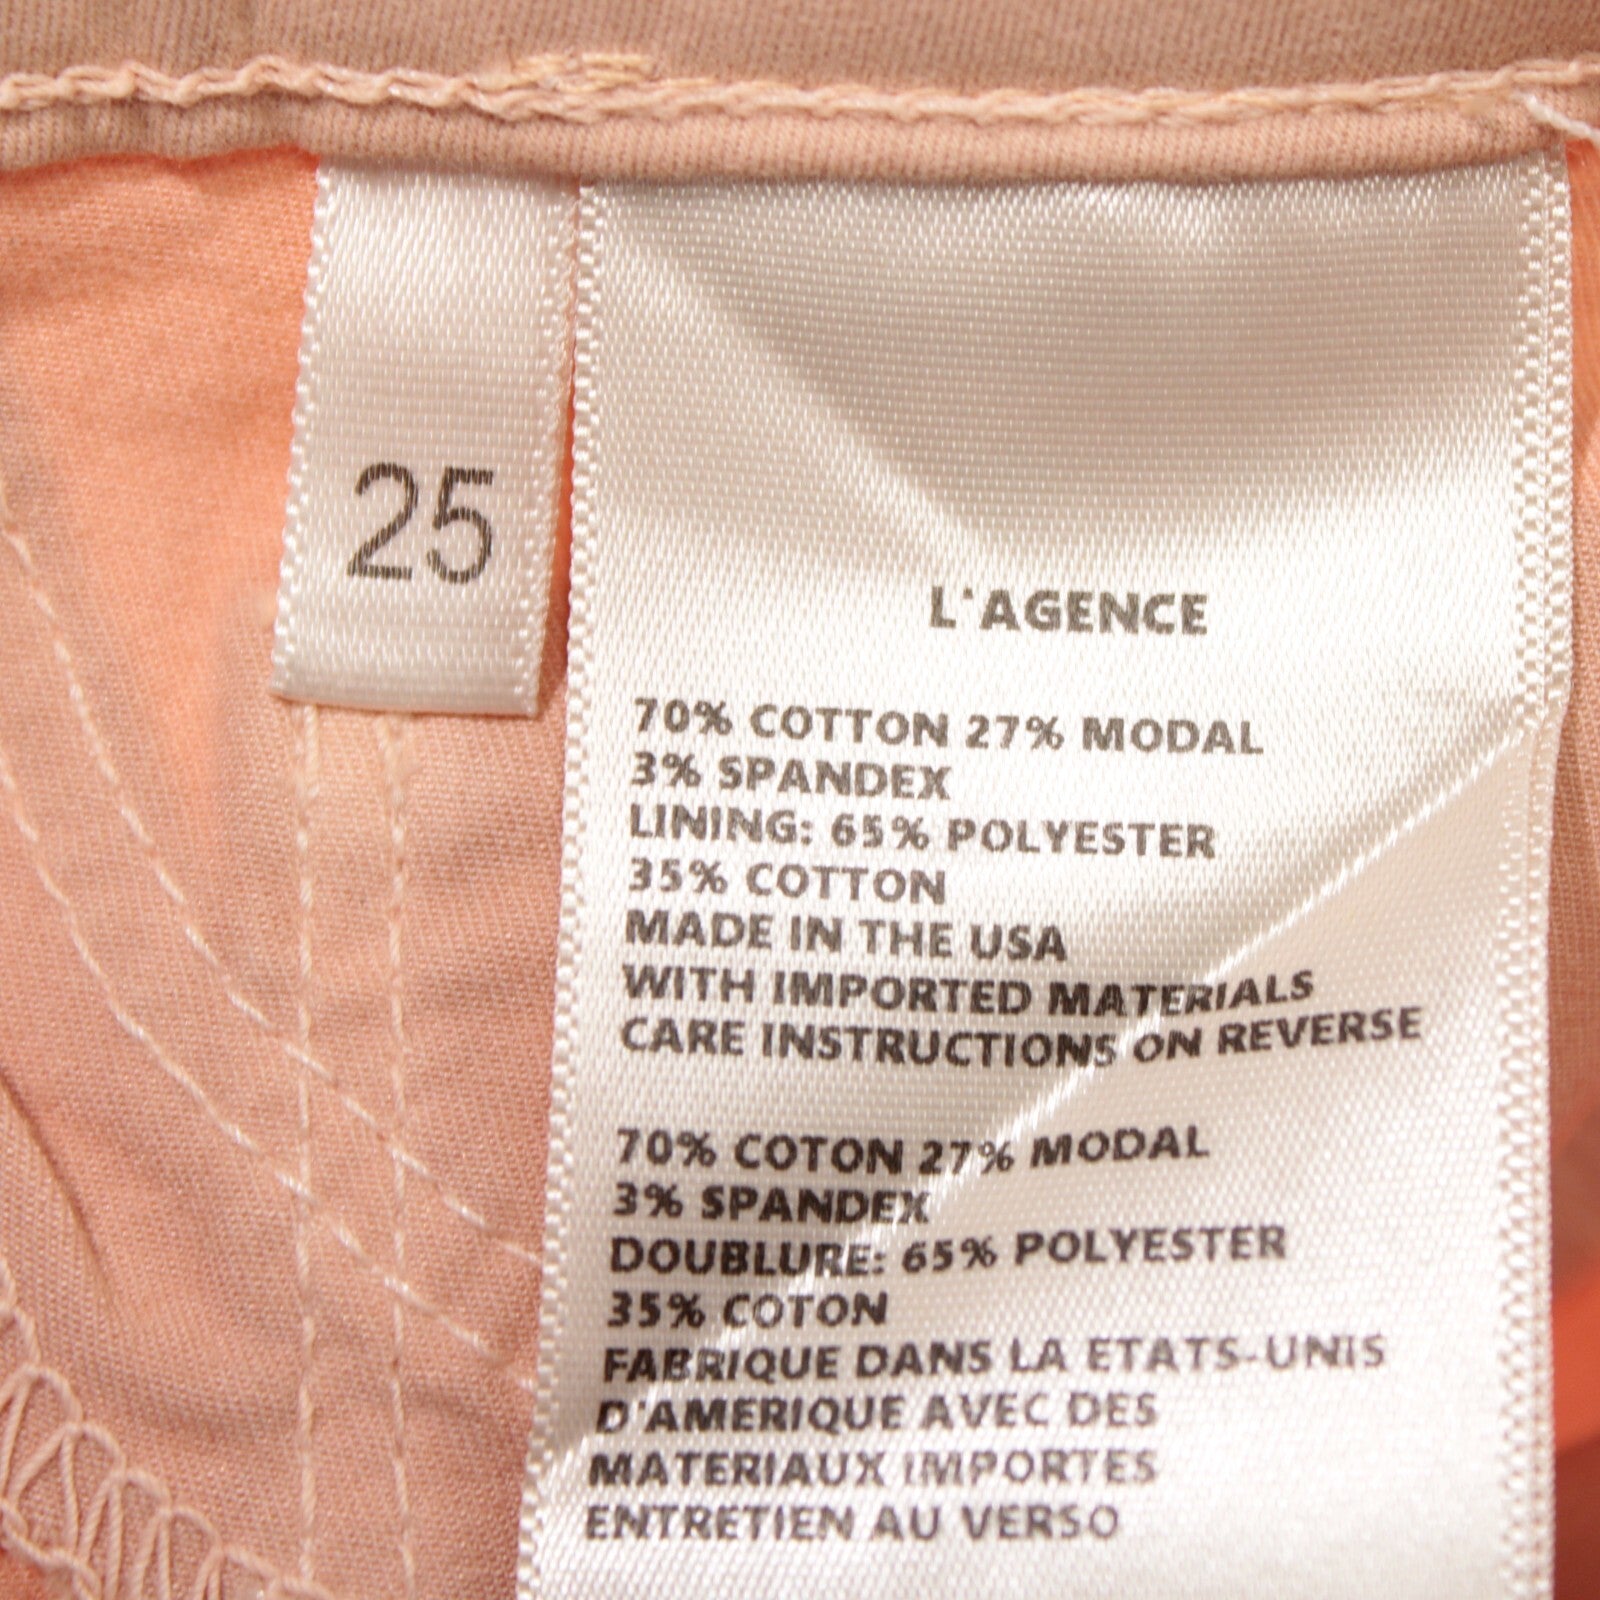 25
L'AGENCE
70% COTTON 27% MODAL
3% SPANDEX
LINING: 65% POLYESTER
35% COTTON
MADE IN THE USA
WITH IMPORTED MATERIALS
CARE INSTRUCTIONS ON REVERSE
70% COTON 27% MODAL
3% SPANDEX
DOUBLURE: 65% POLYESTER
35% COTON
FABRIQUE DANS LA ETATS-UNIS
D'AMERIQUE AVEC DES
MATERIAUX IMPORTES
ENTRETIEN AU VERSO